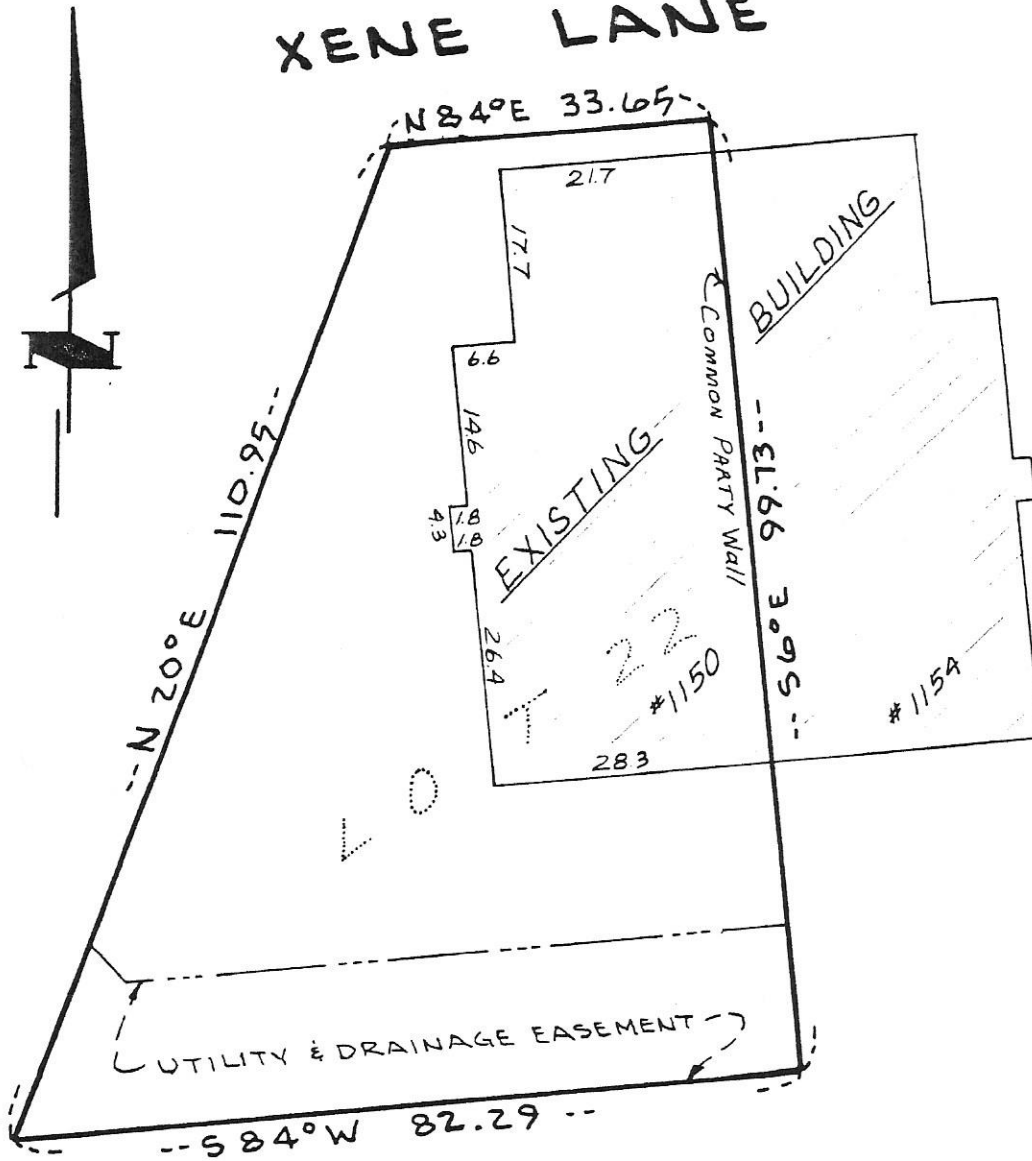 XENE LANE
N 84°E 33.65
21.7
17.7
BUILDING
COMMON PARTY Wall
6.6
14.6
N
110.95
EXISTING
4.3
1.8
1.8
S 6°E 99.73
N 20°E
26.4
22
#1150
#1154
28.3
LOT
UTILITY & DRAINAGE EASEMENT
S 84°W 82.29